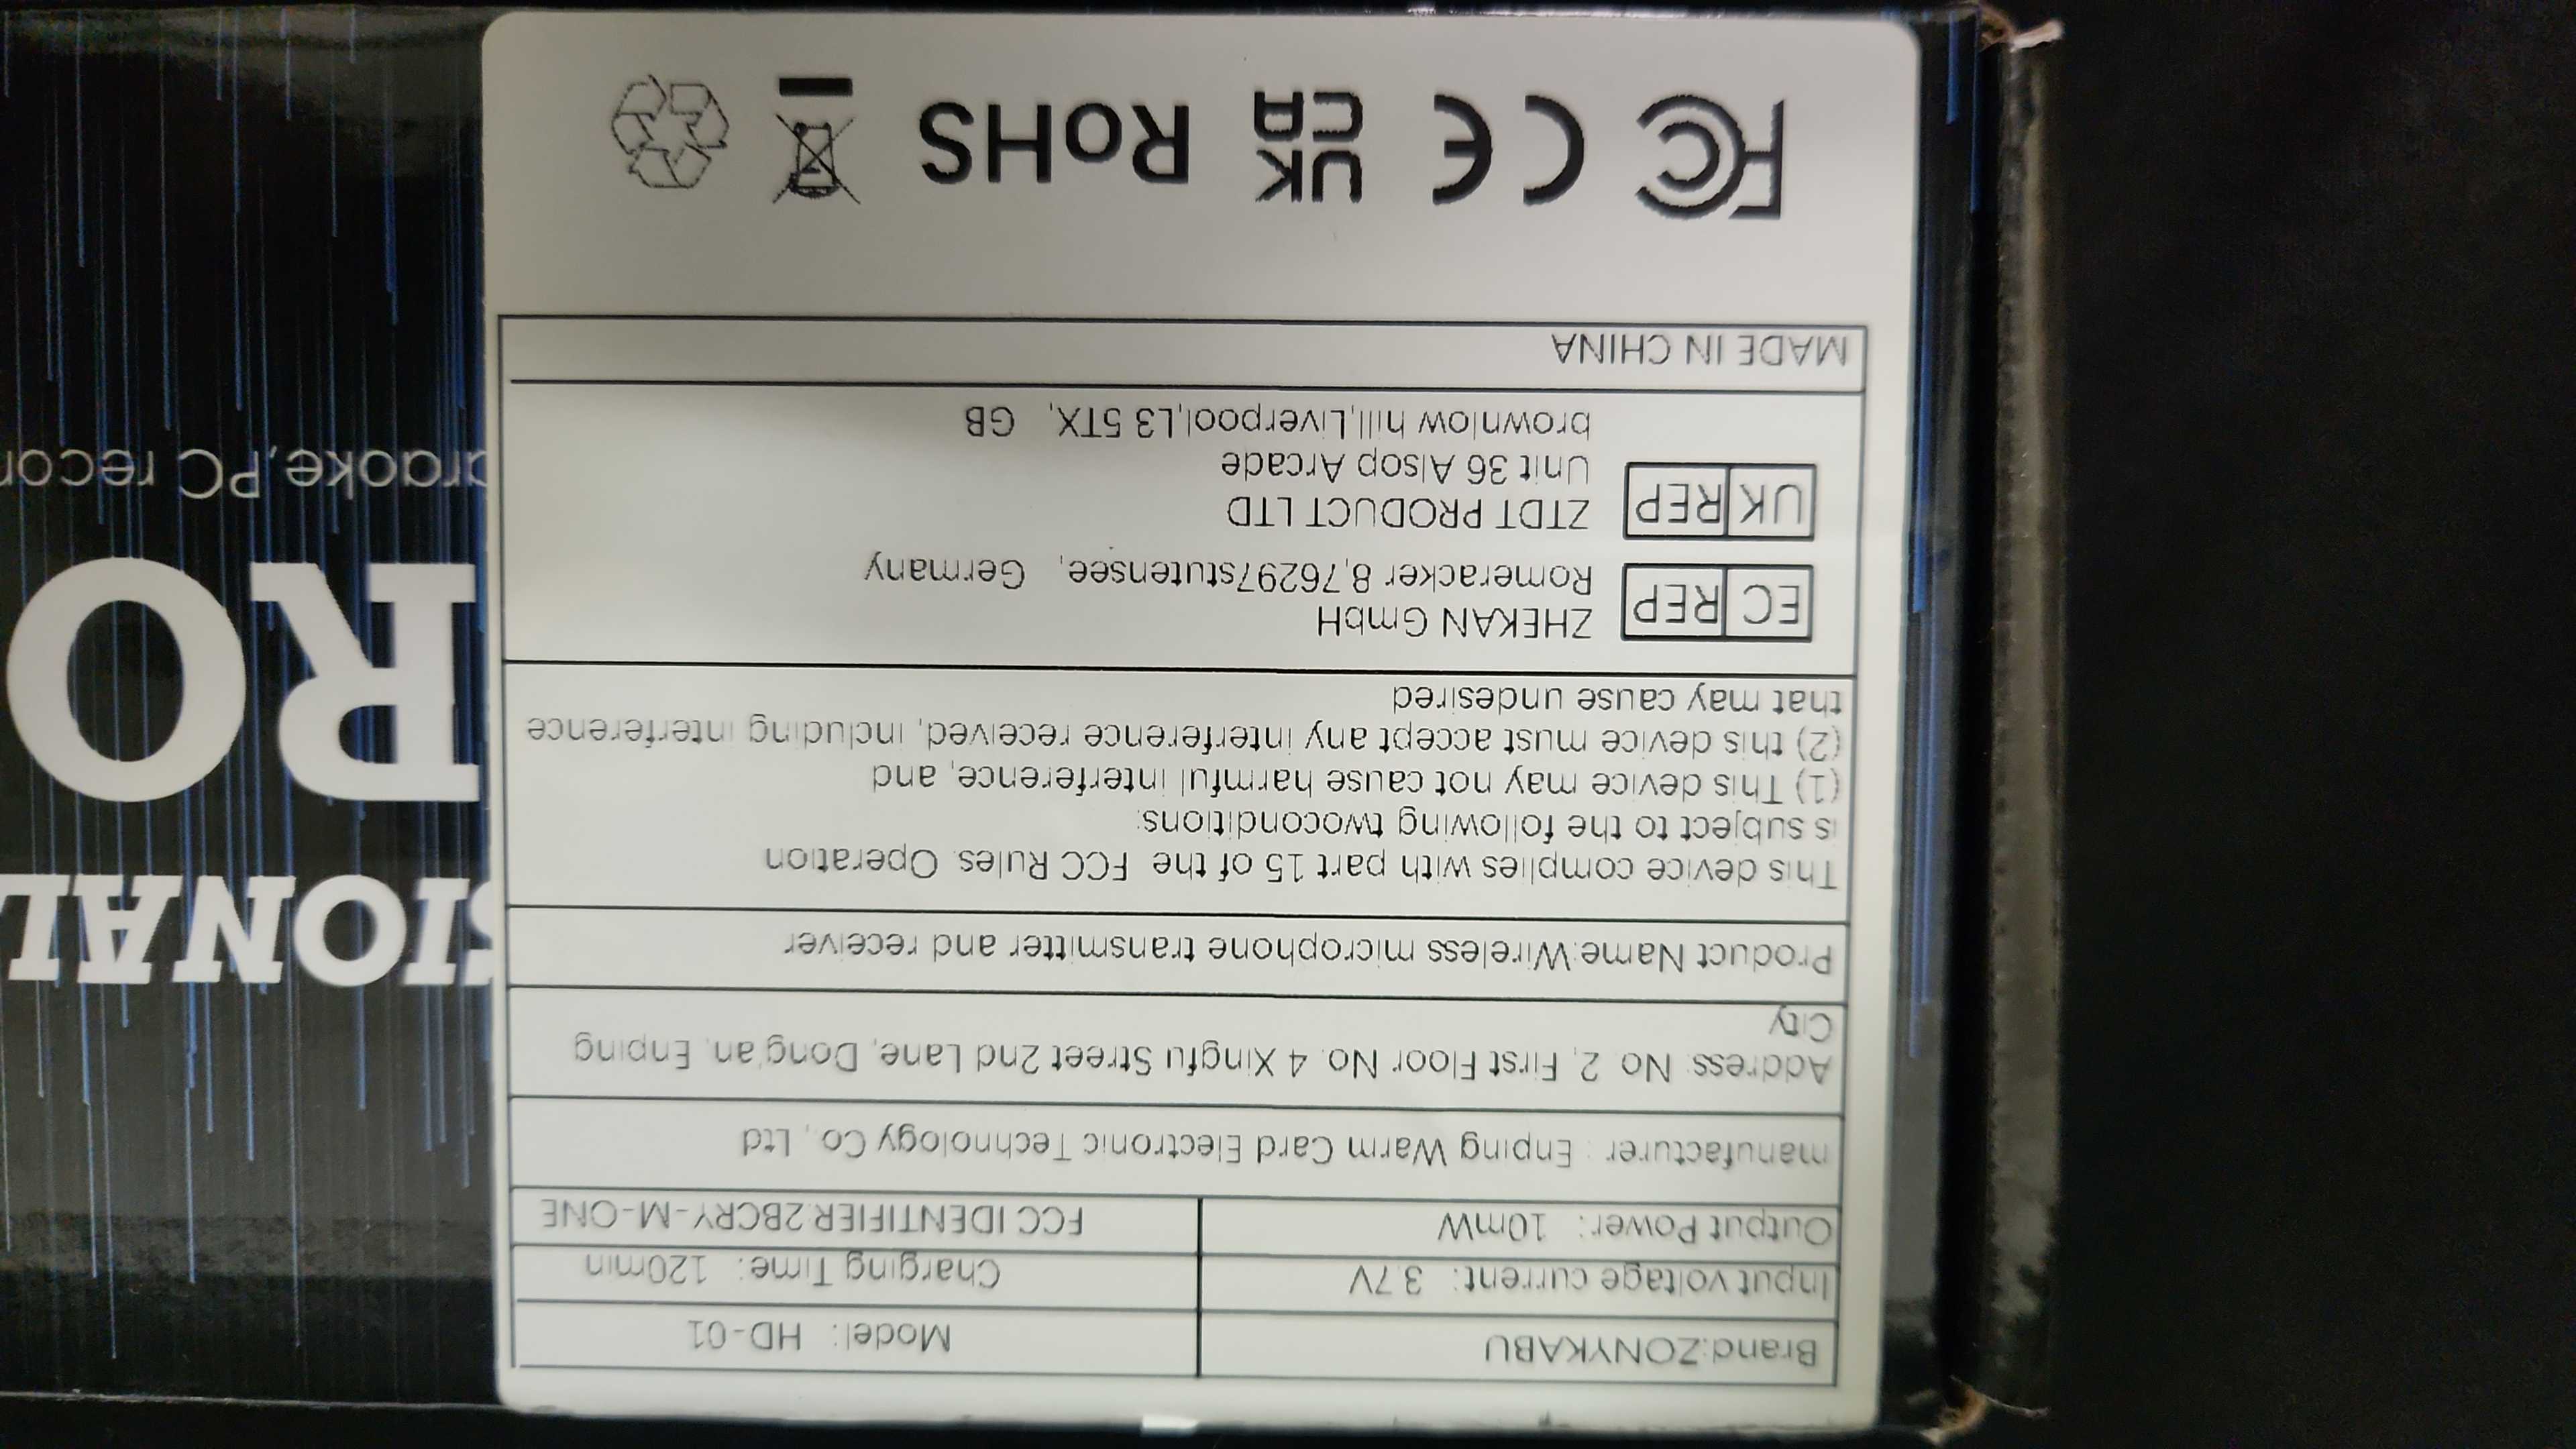 Brand:ZONYKABU
Model: HD-01
Input voltage current: 3.7V
Charging Time: 120min
Output Power: 10mW
FCC IDENTIFIER:2BCRY-M-ONE
manufacturer: Enping Warm Card Electronic Technology Co., Ltd
Address: No. 2, First Floor No. 4 Xingfu Street 2nd Lane, Dong'an, Enping
City
Product Name:Wireless microphone transmitter and receiver
This device complies with part 15 of the FCC Rules. Operation
is subject to the following twoconditions:
(1) This device may not cause harmful interference, and
(2) this device must accept any interference received, including interference
that may cause undesired
EC REP
ZHEKAN GmbH
Romeracker 8,76297stutensee, Germany
UK REP
ZTDT PRODUCT LTD
Unit 36 Alsop Arcade
brownlow hill,Liverpool,L3 5TX, GB
MADE IN CHINA
FC CE UK CA RoHS
SIONAL
RO
raoke,PC recor